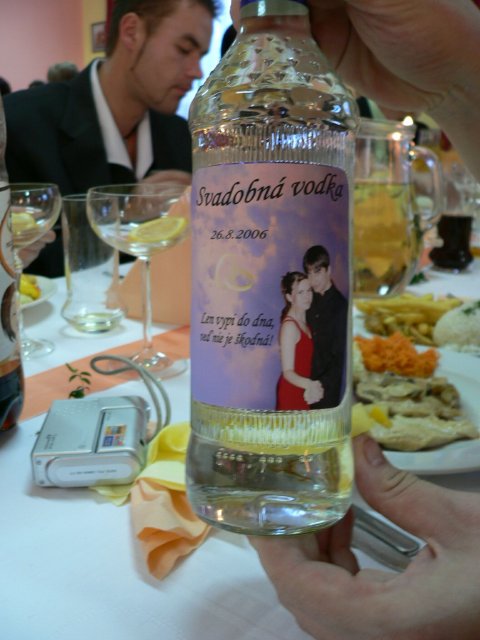 Svadobná vodka
26.8.2006
Len vypi do dna,
veď nie je škodná!